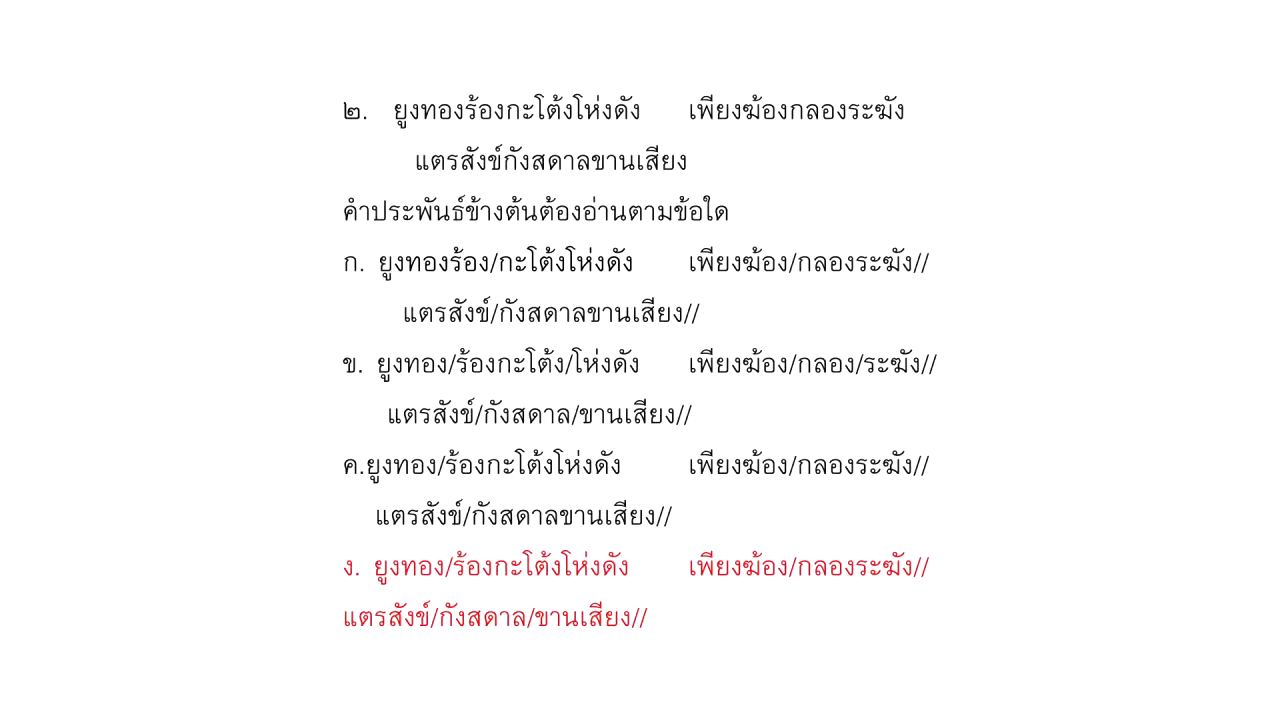 ๒. ยูงทองร้องกะโต้งโห่งดัง เพียงฆ้องกลองระฆัง
แตรสังข์กังสดาลขานเสียง
คำประพันธ์ข้างต้นต้องอ่านตามข้อใด
ก. ยูงทองร้อง/กะโต้งโห่งดัง เพียงฆ้อง/กลองระฆัง//
แตรสังข์/กังสดาลขานเสียง//
ข. ยูงทอง/ร้องกะโต้ง/โห่งดัง เพียงฆ้อง/กลอง/ระฆัง//
แตรสังข์/กังสดาล/ขานเสียง//
ค.ยูงทอง/ร้องกะโต้งโห่งดัง เพียงฆ้อง/กลองระฆัง//
แตรสังข์/กังสดาลขานเสียง//
ง. ยูงทอง/ร้องกะโต้งโห่งดัง เพียงฆ้อง/กลองระฆัง//
แตรสังข์/กังสดาล/ขานเสียง//